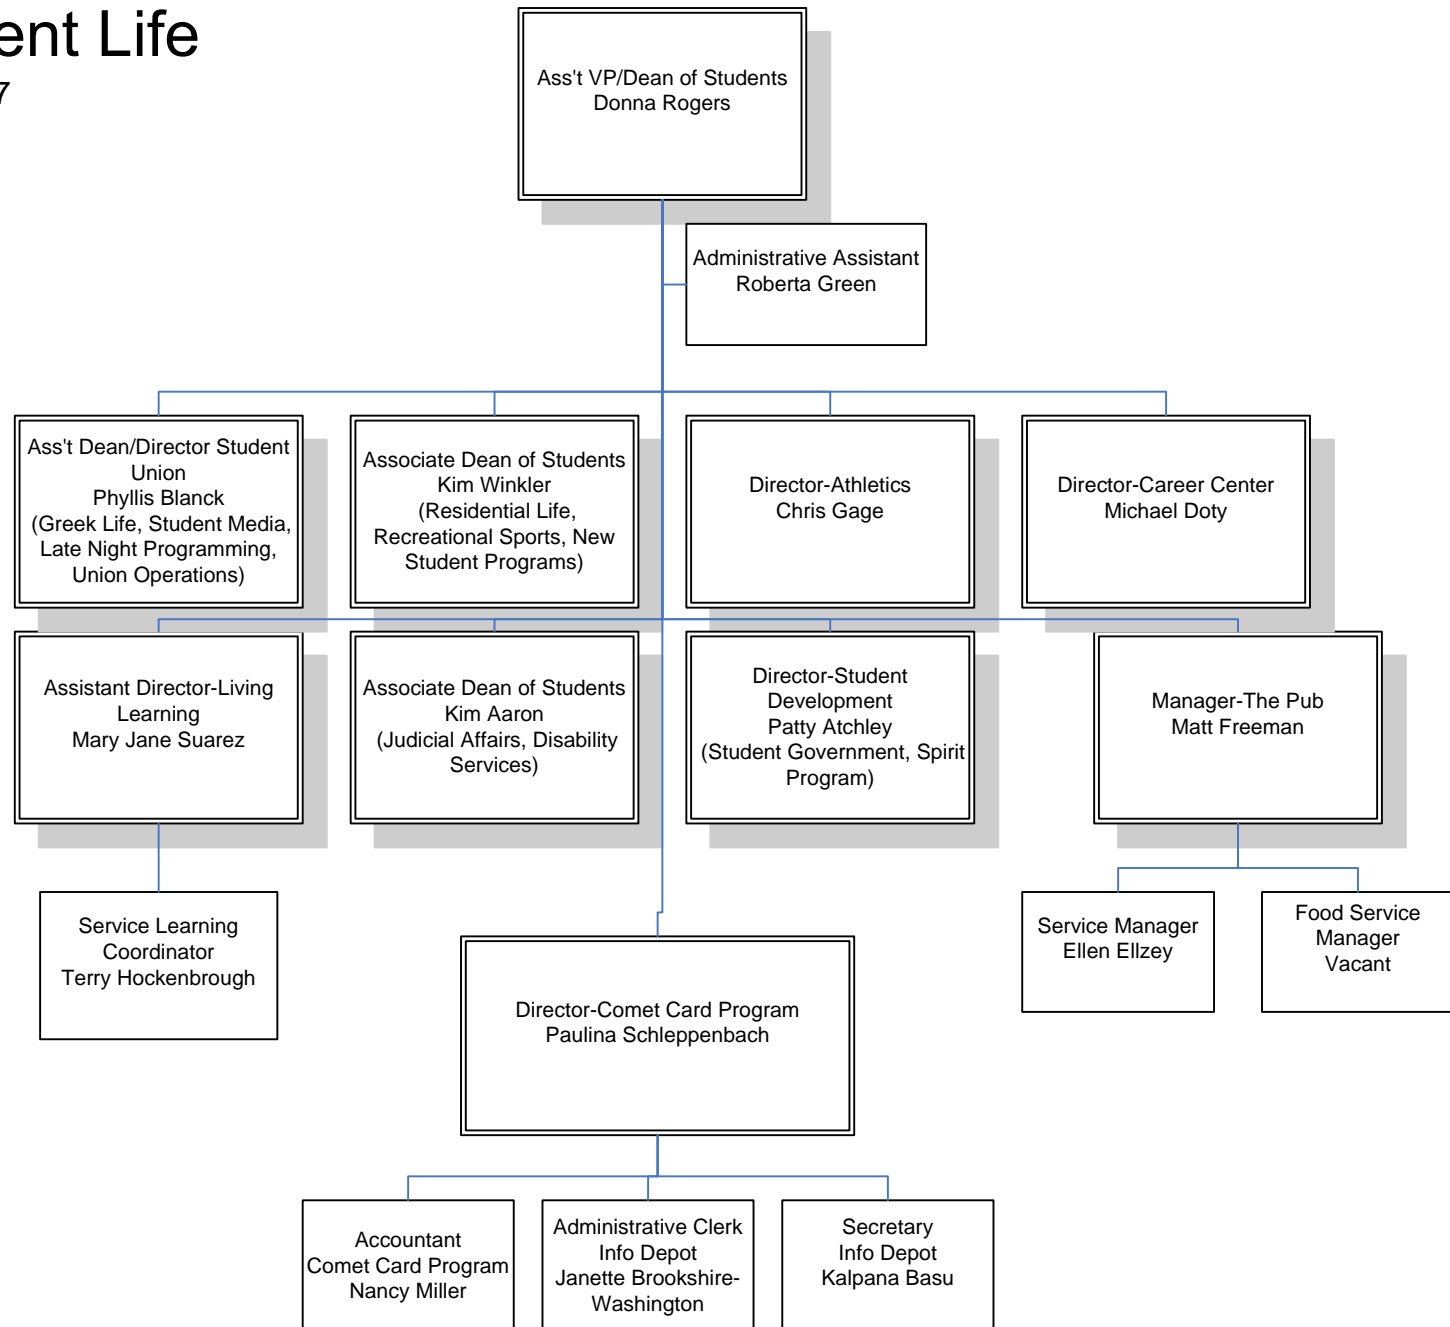 ent Life
7
Ass't VP/Dean of Students
Donna Rogers
Administrative Assistant
Roberta Green
Ass't Dean/Director Student
Union
Phyllis Blanck
(Greek Life, Student Media,
Late Night Programming,
Union Operations)
Associate Dean of Students
Kim Winkler
(Residential Life,
Recreational Sports, New
Student Programs)
Director-Athletics
Chris Gage
Director-Career Center
Michael Doty
Assistant Director-Living
Learning
Mary Jane Suarez
Associate Dean of Students
Kim Aaron
(Judicial Affairs, Disability
Services)
Director-Student
Development
Patty Atchley
(Student Government, Spirit
Program)
Manager-The Pub
Matt Freeman
Service Learning
Coordinator
Terry Hockenbrough
Service Manager
Ellen Ellzey
Food Service
Manager
Vacant
Director-Comet Card Program
Paulina Schleppenbach
Accountant
Comet Card Program
Nancy Miller
Administrative Clerk
Info Depot
Janette Brookshire-
Washington
Secretary
Info Depot
Kalpana Basu